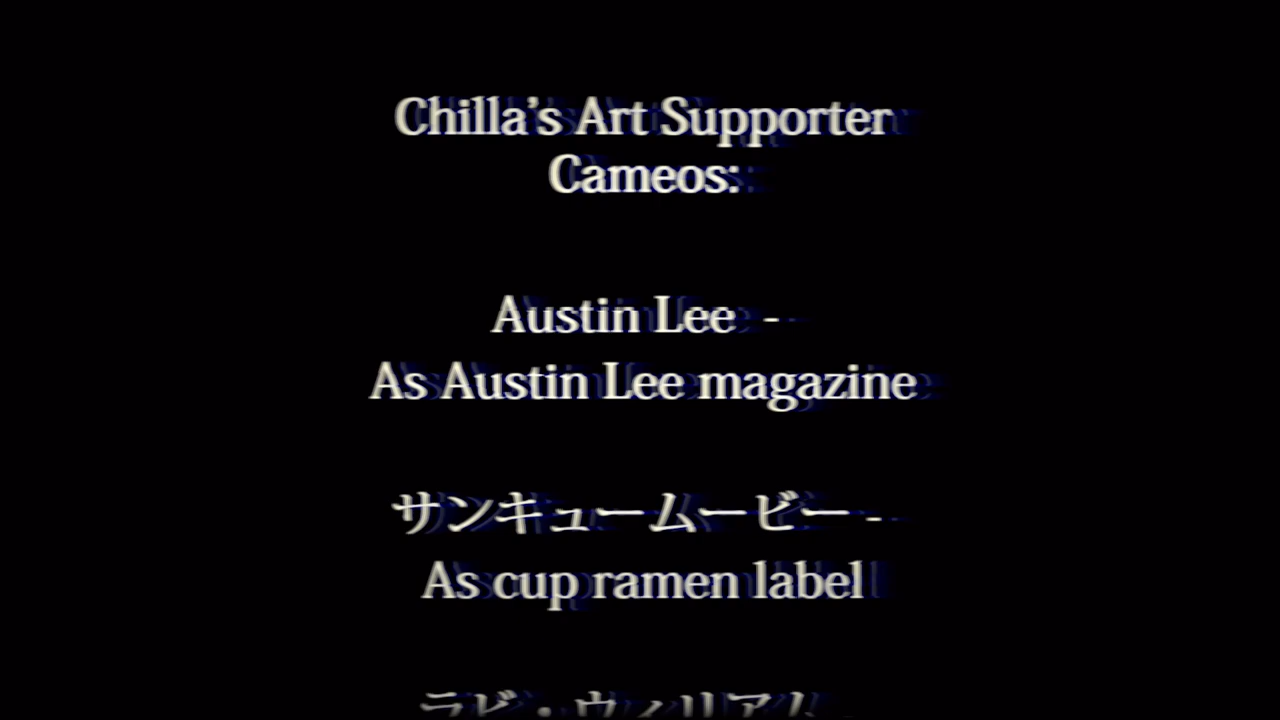 Chilla's Art Supporter
Cameos:
Austin Lee -
As Austin Lee magazine
サンキュームービー -
As cup ramen label